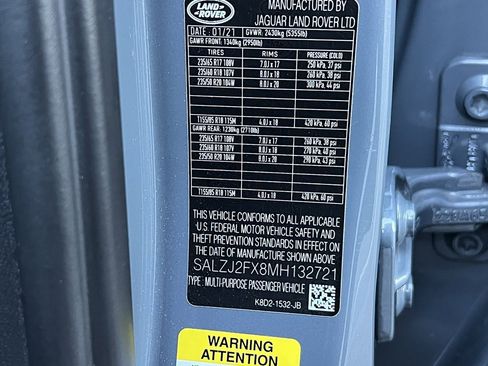 LAND ROVER
MANUFACTURED BY
JAGUAR LAND ROVER LTD
DATE : 01/21 GVWR: 2430kg (5355lb)
GAWR FRONT: 1340kg (2950lb)
TIRES RIMS PRESSURE (COLD)
235/65 R17 108V 7.0J x 17 250 kPa, 37 psi
235/60 R18 107V 8.0J x 18 260 kPa, 38 psi
235/50 R20 104W 8.0J x 20 300 kPa, 44 psi
T155/85 R18 115M 4.0J x 18 420 kPa, 60 psi
GAWR REAR: 1230kg (2710lb)
235/65 R17 108V 7.0J x 17 260 kPa, 38 psi
235/60 R18 107V 8.0J x 18 270 kPa, 40 psi
235/50 R20 104W 8.0J x 20 290 kPa, 43 psi
T155/85 R18 115M 4.0J x 18 420 kPa, 60 psi
THIS VEHICLE CONFORMS TO ALL APPLICABLE
U.S. FEDERAL MOTOR VEHICLE SAFETY AND
THEFT PREVENTION STANDARDS IN EFFECT ON
THE DATE OF MANUFACTURE SHOWN ABOVE
SALZJ2FX8MH132721
TYPE : MULTI-PURPOSE PASSENGER VEHICLE
K8D2-1532-JB
WARNING
ATTENTION